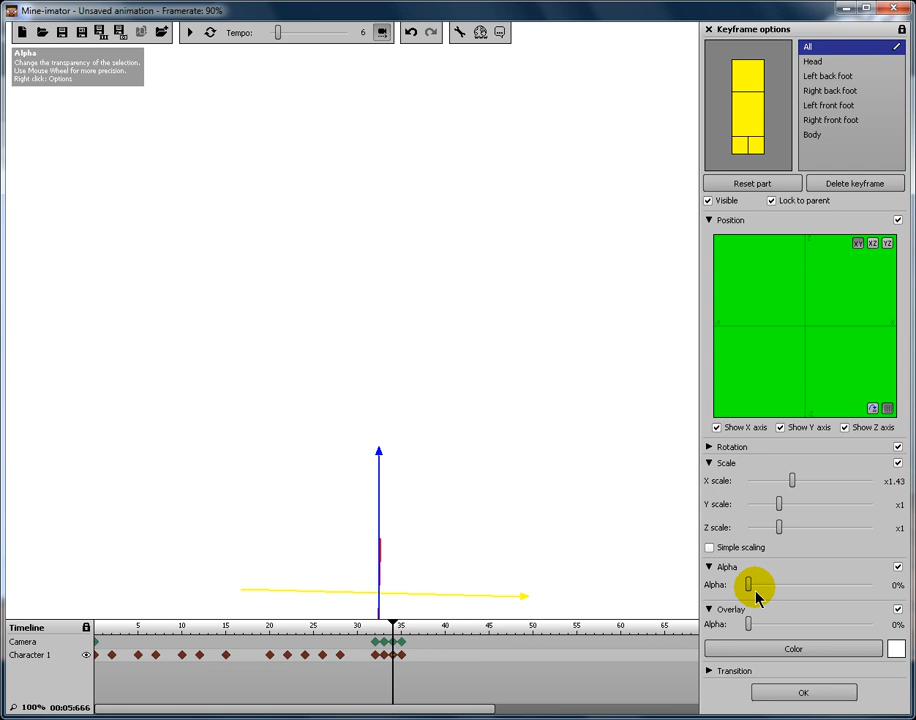 Mine-imator - Unsaved animation - Framerate: 90%
Tempo: 6
Alpha
Change the transparency of the selection.
Use Mouse Wheel for more precision.
Right click: Options
Keyframe options
All
Head
Left back foot
Right back foot
Left front foot
Right front foot
Body
Reset part Delete keyframe
Visible Lock to parent
Position
XY XZ YZ
Show X axis Show Y axis Show Z axis
Rotation
Scale
X scale: x1.43
Y scale: x1
Z scale: x1
Simple scaling
Alpha
Alpha: 0%
Overlay
Alpha: 0%
Color
Transition
OK
Timeline 5 10 15 20 25 30 35 40 45 50 55 60 65
Camera
Character 1
100% 00:05:666